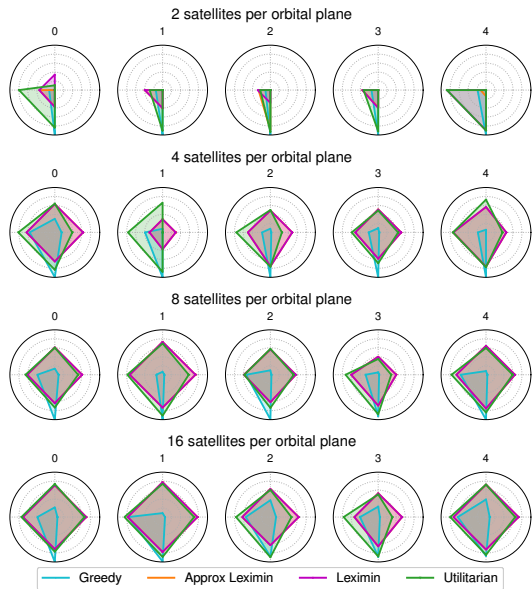 2 satellites per orbital plane
0 1 2 3 4
4 satellites per orbital plane
0 1 2 3 4
8 satellites per orbital plane
0 1 2 3 4
16 satellites per orbital plane
0 1 2 3 4
Greedy Approx Leximin Leximin Utilitarian